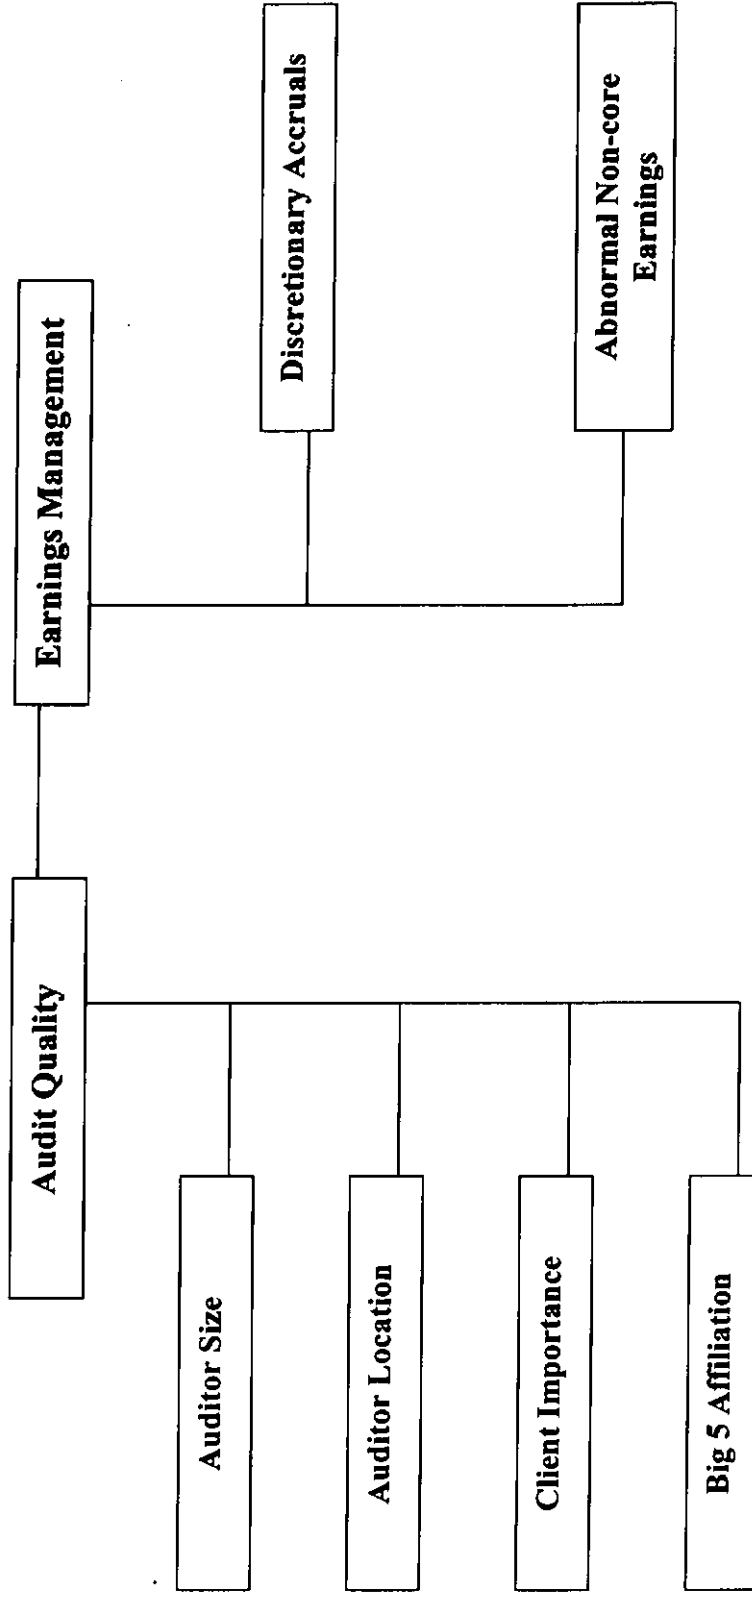 Audit Quality
Auditor Size
Auditor Location
Client Importance
Big 5 Affiliation
Earnings Management
Discretionary Accruals
Abnormal Non-core
Earnings